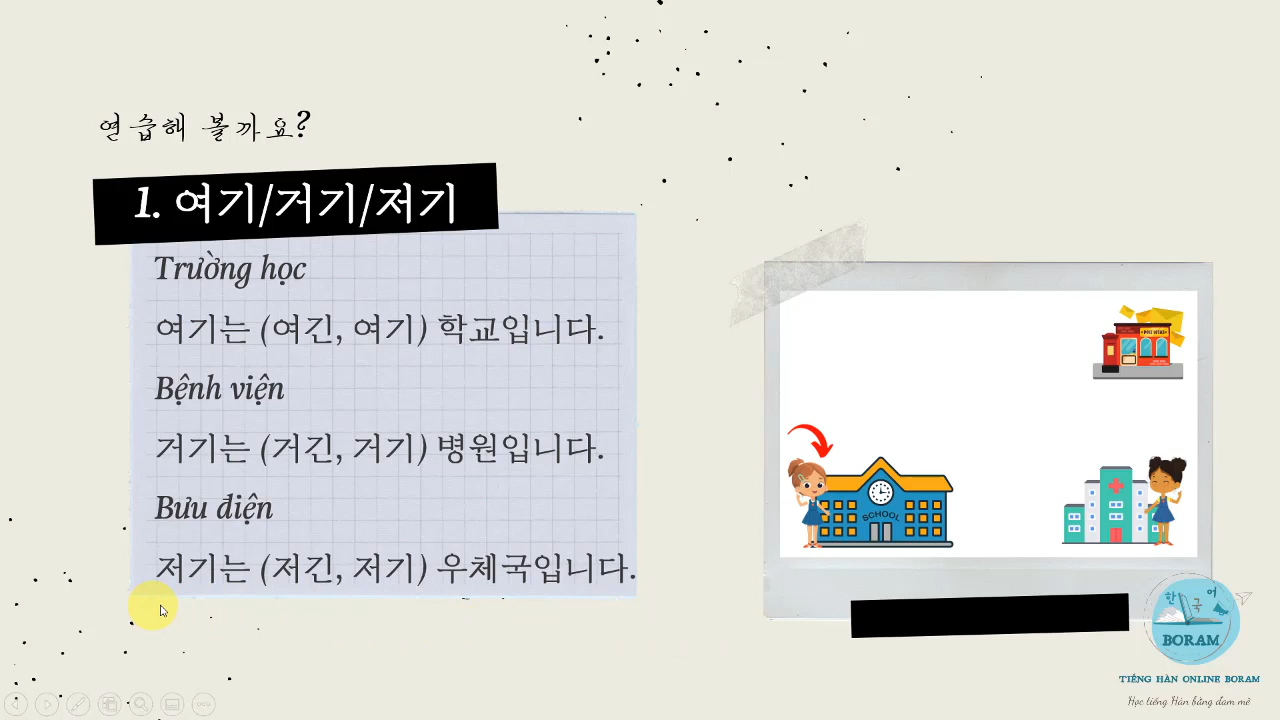 연습해 볼까요?
1. 여기/거기/저기
Trường học
여기는 (여긴, 여기) 학교입니다.
Bệnh viện
거기는 (거긴, 거기) 병원입니다.
Bưu điện
저기는 (저긴, 저기) 우체국입니다.
SCHOOL
한
국
어
BORAM
TIẾNG HÀN ONLINE BORAM
Học tiếng Hàn bằng đam mê